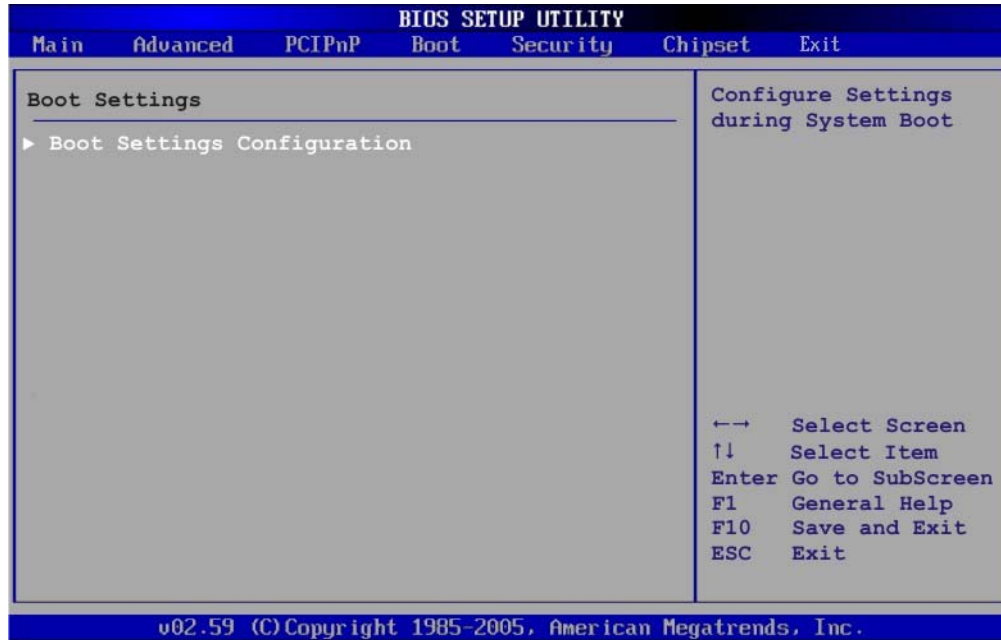 BIOS SETUP UTILITY
Main Advanced PCIPnP Boot Security Chipset Exit
Boot Settings
▶ Boot Settings Configuration
Configure Settings
during System Boot
←→ Select Screen
↑↓ Select Item
Enter Go to SubScreen
F1 General Help
F10 Save and Exit
ESC Exit
v02.59 (C)Copyright 1985-2005, American Megatrends, Inc.